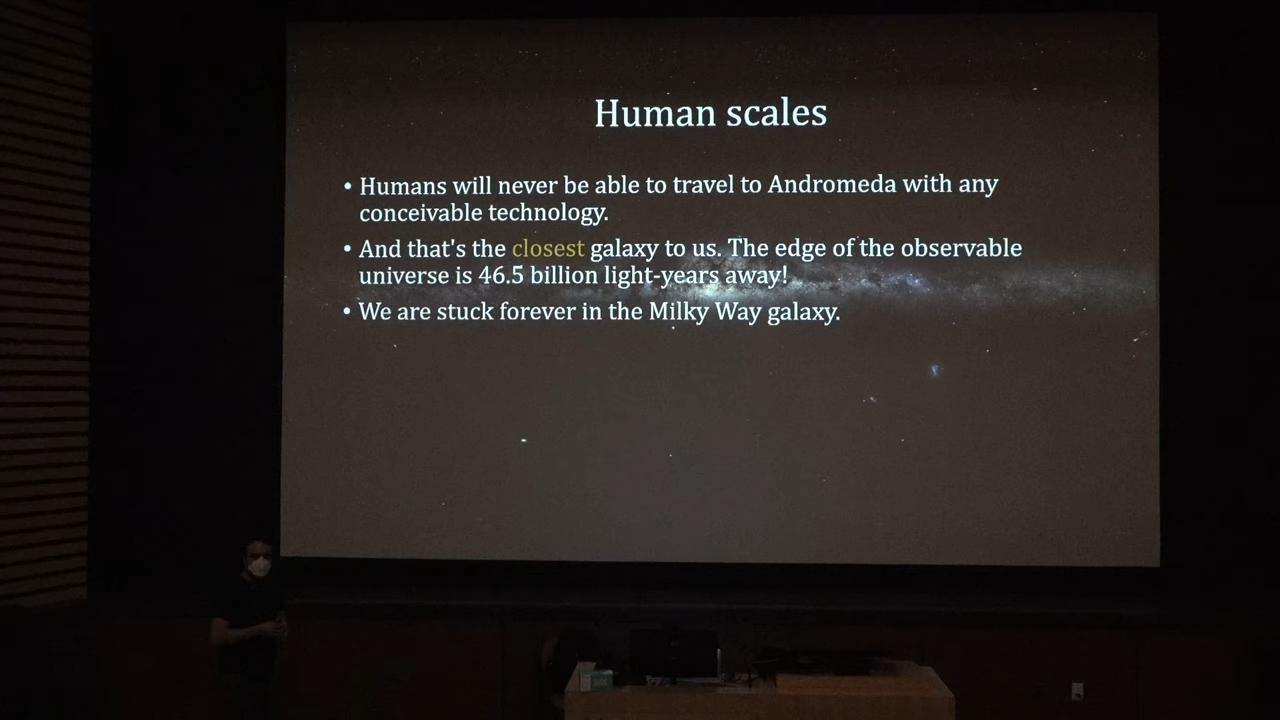 Human scales
• Humans will never be able to travel to Andromeda with any
conceivable technology.
• And that's the closest galaxy to us. The edge of the observable
universe is 46.5 billion light-years away!
• We are stuck forever in the Milky Way galaxy.